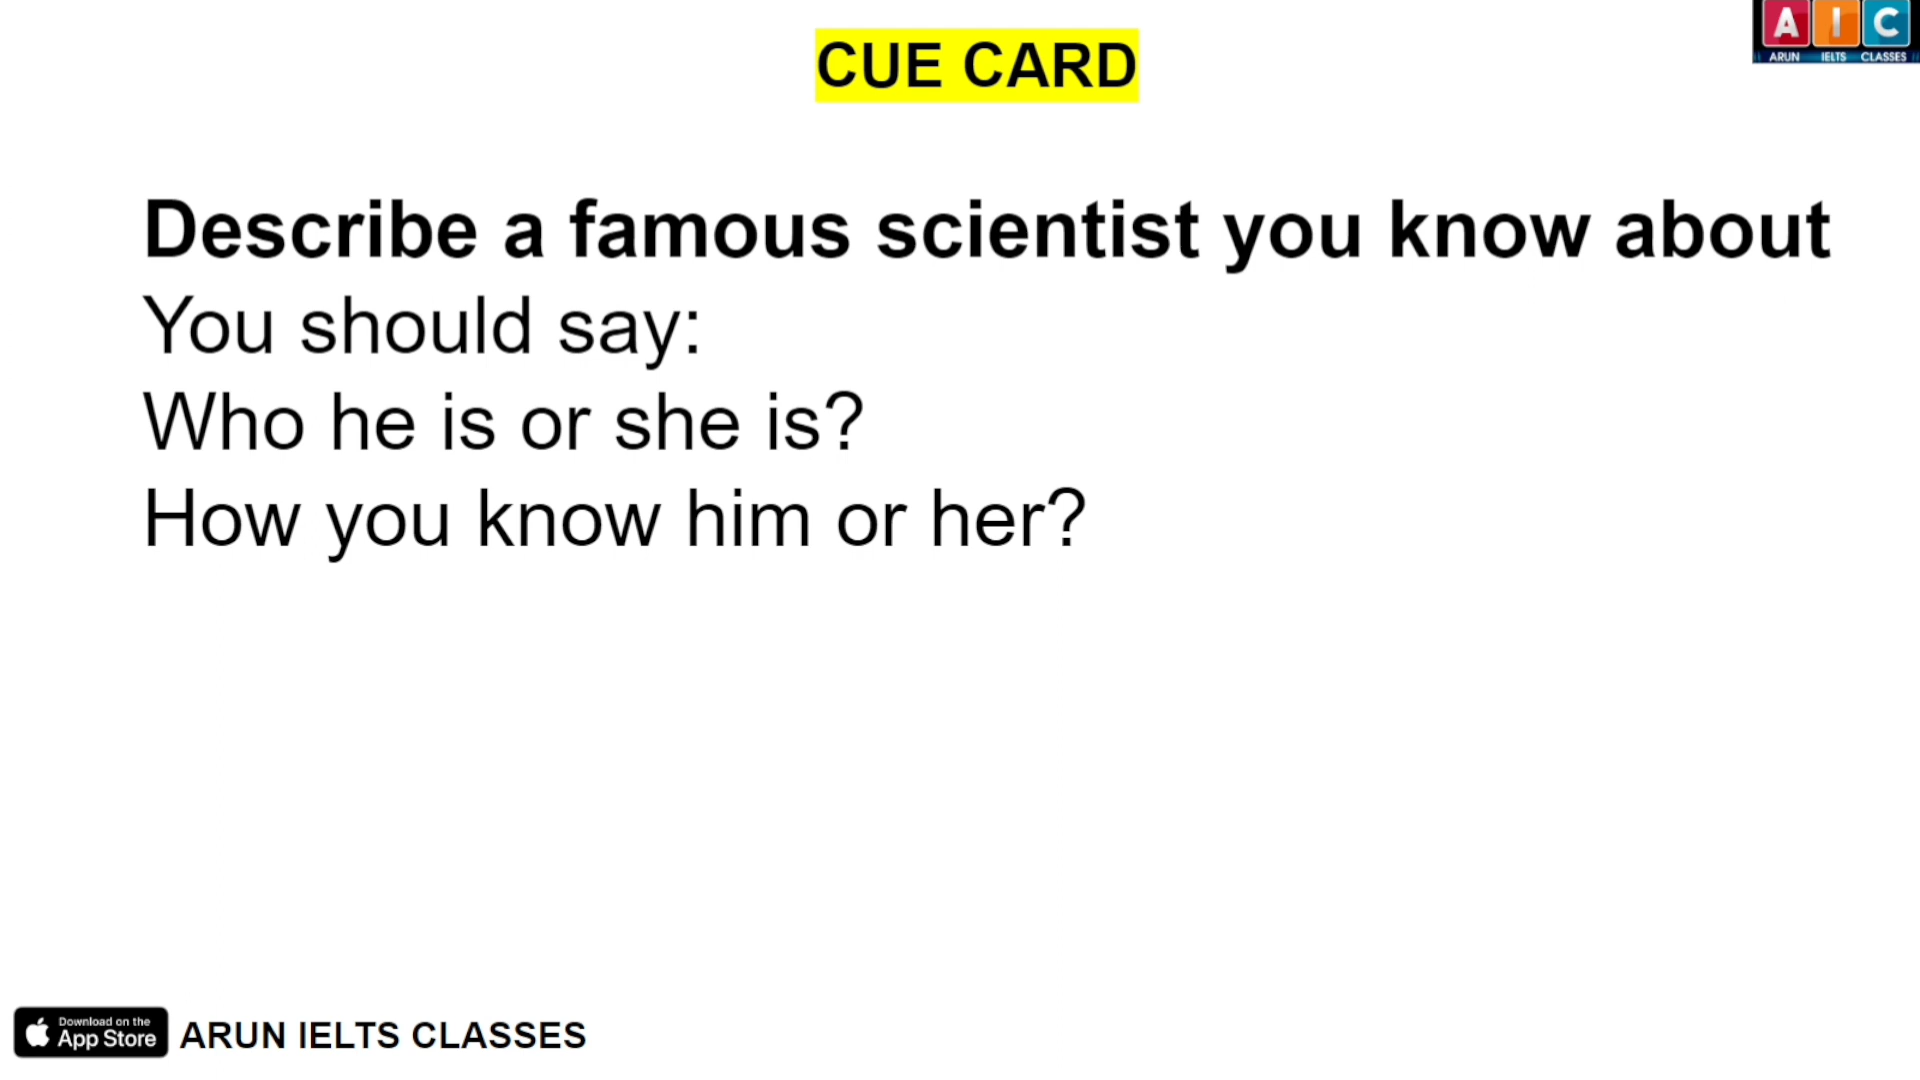 CUE CARD
A I C
ARUN IELTS CLASSES
Describe a famous scientist you know about
You should say:
Who he is or she is?
How you know him or her?
Download on the
App Store
ARUN IELTS CLASSES